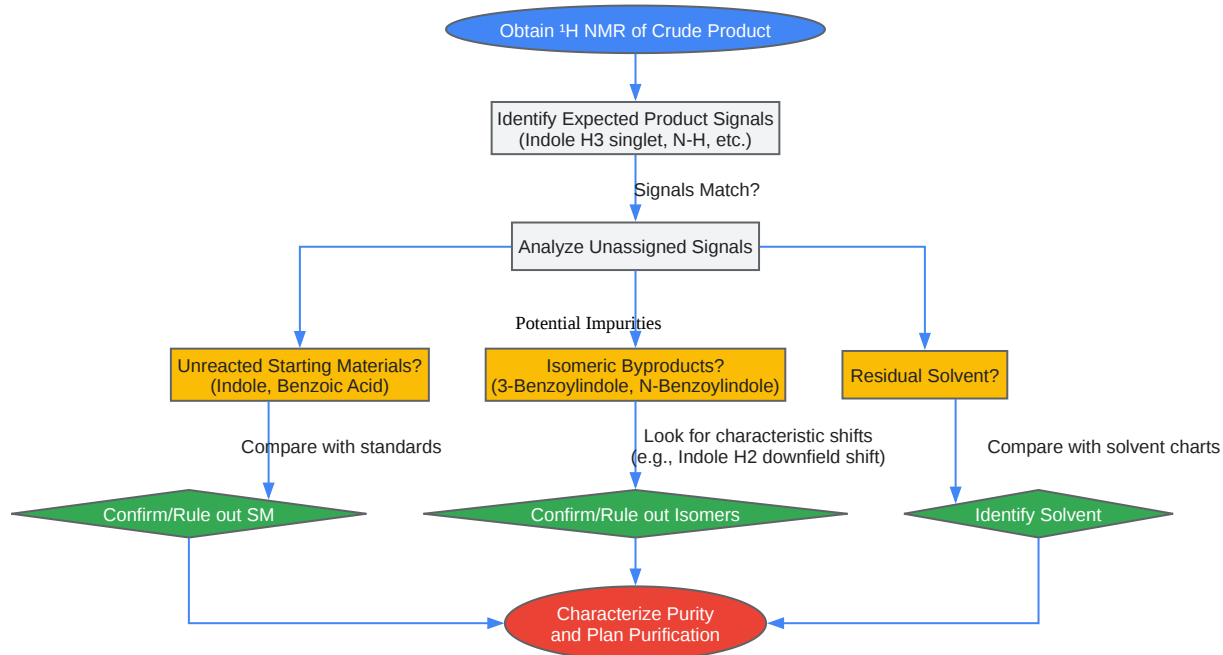 Obtain ¹H NMR of Crude Product
Identify Expected Product Signals
(Indole H3 singlet, N-H, etc.)
Signals Match?
Analyze Unassigned Signals
Potential Impurities
Unreacted Starting Materials?
(Indole, Benzoic Acid)
Isomeric Byproducts?
(3-Benzoylindole, N-Benzoylindole)
Residual Solvent?
Compare with standards
Look for characteristic shifts
(e.g., Indole H2 downfield shift)
Compare with solvent charts
Confirm/Rule out SM
Confirm/Rule out Isomers
Identify Solvent
Characterize Purity
and Plan Purification